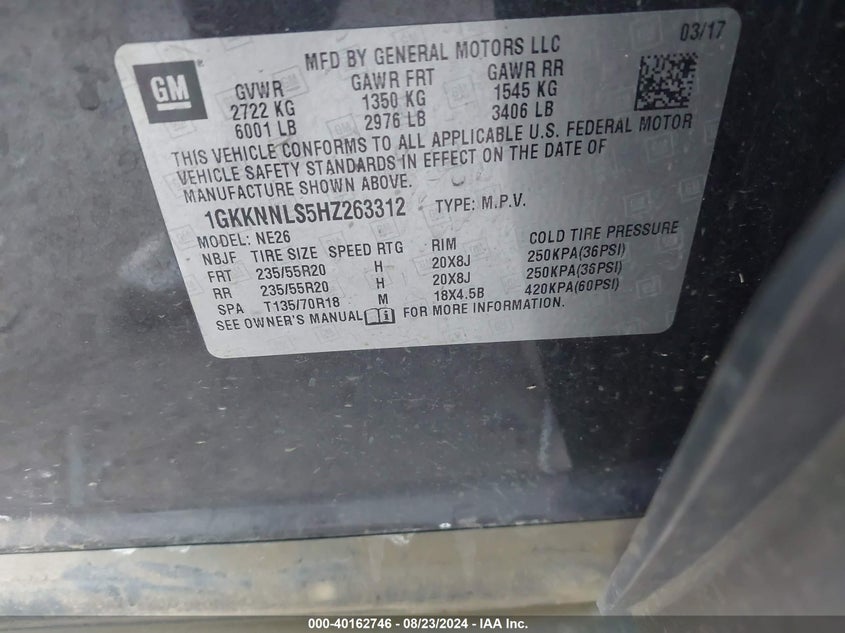 03/17
MFD BY GENERAL MOTORS LLC
GM
GVWR GAWR FRT GAWR RR
2722 KG 1350 KG 1545 KG
6001 LB 2976 LB 3406 LB
THIS VEHICLE CONFORMS TO ALL APPLICABLE U.S. FEDERAL MOTOR
VEHICLE SAFETY STANDARDS IN EFFECT ON THE DATE OF
MANUFACTURE SHOWN ABOVE.
1GKKNNLS5HZ263312 TYPE: M.P.V.
MODEL: NE26
NBJF TIRE SIZE SPEED RTG RIM COLD TIRE PRESSURE
FRT 235/55R20 H 20X8J 250KPA(36PSI)
RR 235/55R20 H 20X8J 250KPA(36PSI)
SPA T135/70R18 M 18X4.5B 420KPA(60PSI)
SEE OWNER'S MANUAL FOR MORE INFORMATION.
000-40162746 - 08/23/2024 - IAA Inc.